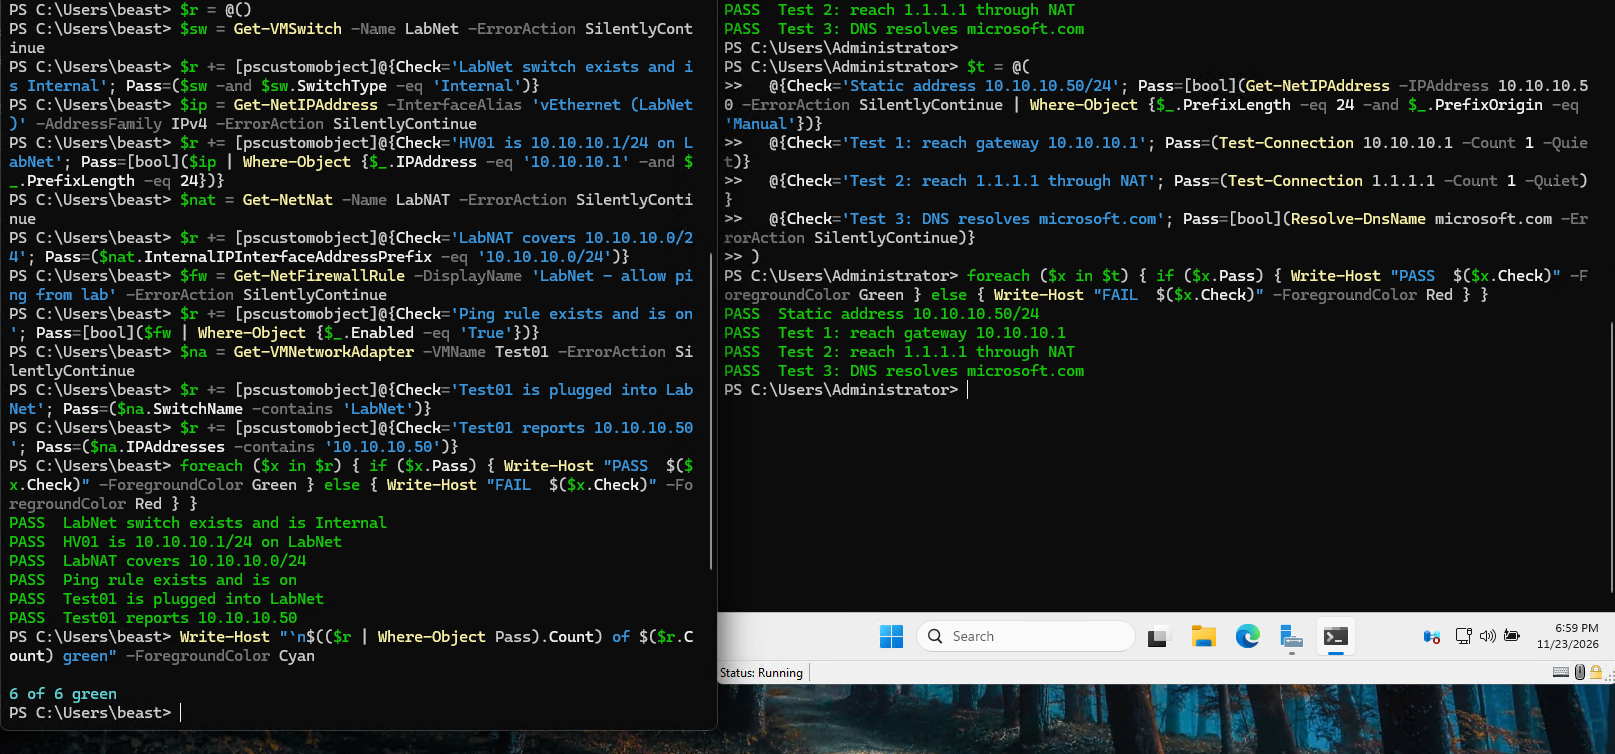 PS C:\Users\beast> $r = @()
PS C:\Users\beast> $sw = Get-VMSwitch -Name LabNet -ErrorAction SilentlyCont
inue
PS C:\Users\beast> $r += [pscustomobject]@{Check='LabNet switch exists and i
s Internal'; Pass=($sw -and $sw.SwitchType -eq 'Internal')}
PS C:\Users\beast> $ip = Get-NetIPAddress -InterfaceAlias 'vEthernet (LabNet
)' -AddressFamily IPv4 -ErrorAction SilentlyContinue
PS C:\Users\beast> $r += [pscustomobject]@{Check='HV01 is 10.10.10.1/24 on L
abNet'; Pass=[bool]($ip | Where-Object {$_.IPAddress -eq '10.10.10.1' -and $
_.PrefixLength -eq 24})}
PS C:\Users\beast> $nat = Get-NetNat -Name LabNAT -ErrorAction SilentlyConti
nue
PS C:\Users\beast> $r += [pscustomobject]@{Check='LabNAT covers 10.10.10.0/2
4'; Pass=($nat.InternalIPInterfaceAddressPrefix -eq '10.10.10.0/24')}
PS C:\Users\beast> $fw = Get-NetFirewallRule -DisplayName 'LabNet - allow pi
ng from lab' -ErrorAction SilentlyContinue
PS C:\Users\beast> $r += [pscustomobject]@{Check='Ping rule exists and is on
'; Pass=[bool]($fw | Where-Object {$_.Enabled -eq 'True'})}
PS C:\Users\beast> $na = Get-VMNetworkAdapter -VMName Test01 -ErrorAction Si
lentlyContinue
PS C:\Users\beast> $r += [pscustomobject]@{Check='Test01 is plugged into Lab
Net'; Pass=($na.SwitchName -contains 'LabNet')}
PS C:\Users\beast> $r += [pscustomobject]@{Check='Test01 reports 10.10.10.50
'; Pass=($na.IPAddresses -contains '10.10.10.50')}
PS C:\Users\beast> foreach ($x in $r) { if ($x.Pass) { Write-Host "PASS  $($
x.Check)" -ForegroundColor Green } else { Write-Host "FAIL  $($x.Check)" -Fo
regroundColor Red } }
PASS  LabNet switch exists and is Internal
PASS  HV01 is 10.10.10.1/24 on LabNet
PASS  LabNAT covers 10.10.10.0/24
PASS  Ping rule exists and is on
PASS  Test01 is plugged into LabNet
PASS  Test01 reports 10.10.10.50
PS C:\Users\beast> Write-Host "`n$(($r | Where-Object Pass).Count) of $($r.C
ount) green" -ForegroundColor Cyan
6 of 6 green
PS C:\Users\beast>
PASS  Test 2: reach 1.1.1.1 through NAT
PASS  Test 3: DNS resolves microsoft.com
PS C:\Users\Administrator>
PS C:\Users\Administrator> $t = @(
>>   @{Check='Static address 10.10.10.50/24'; Pass=[bool](Get-NetIPAddress -IPAddress 10.10.10.5
0 -ErrorAction SilentlyContinue | Where-Object {$_.PrefixLength -eq 24 -and $_.PrefixOrigin -eq
'Manual'})}
>>   @{Check='Test 1: reach gateway 10.10.10.1'; Pass=(Test-Connection 10.10.10.1 -Count 1 -Quie
t)}
>>   @{Check='Test 2: reach 1.1.1.1 through NAT'; Pass=(Test-Connection 1.1.1.1 -Count 1 -Quiet)
}
>>   @{Check='Test 3: DNS resolves microsoft.com'; Pass=[bool](Resolve-DnsName microsoft.com -Er
rorAction SilentlyContinue)}
>> )
PS C:\Users\Administrator> foreach ($x in $t) { if ($x.Pass) { Write-Host "PASS  $($x.Check)" -F
oregroundColor Green } else { Write-Host "FAIL  $($x.Check)" -ForegroundColor Red } }
PASS  Static address 10.10.10.50/24
PASS  Test 1: reach gateway 10.10.10.1
PASS  Test 2: reach 1.1.1.1 through NAT
PASS  Test 3: DNS resolves microsoft.com
PS C:\Users\Administrator>
Search
6:59 PM
11/23/2026
Status: Running